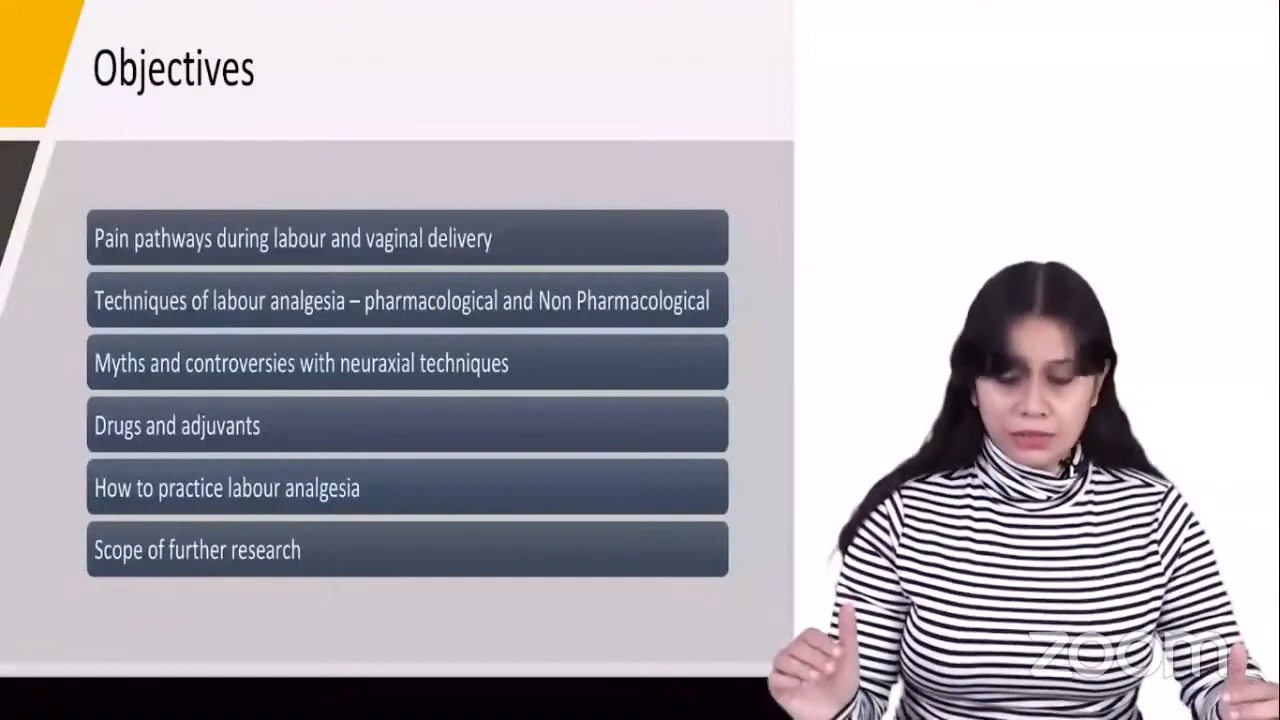 Objectives
Pain pathways during labour and vaginal delivery
Techniques of labour analgesia – pharmacological and Non Pharmacological
Myths and controversies with neuraxial techniques
Drugs and adjuvants
How to practice labour analgesia
Scope of further research
zoom